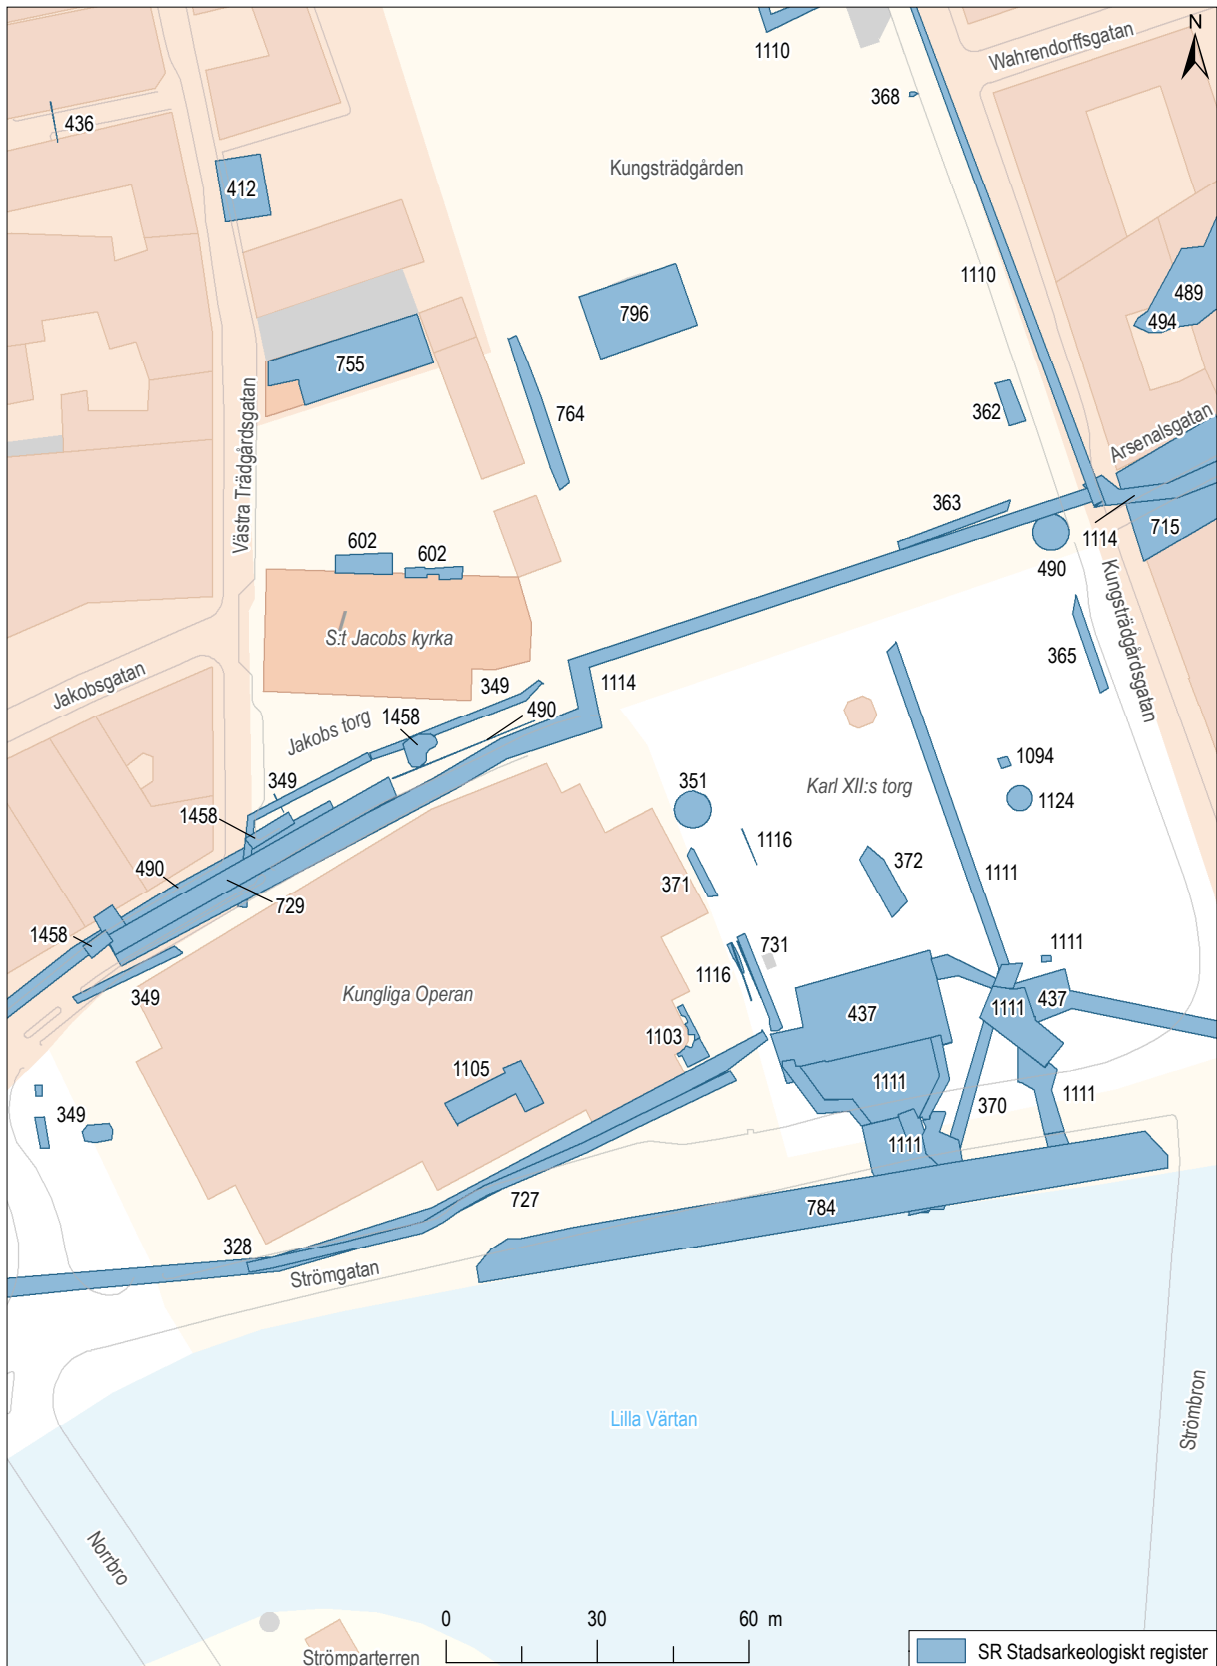 N
1110
Wahrendorffsgatan
368
436
Kungsträdgården
412
1110
489
494
796
755
764
362
Västra Trädgårdsgatan
Arsenalsgatan
363
1114
715
490
602
602
Kungsträdgårdsgatan
S:t Jacobs kyrka
365
Jakobsgatan
349
1114
1458
490
Jakobs torg
1094
349
351
Karl XII:s torg
1124
1458
1116
372
1111
490
371
729
1458
731
1111
1116
349
Kungliga Operan
437
1111
437
1103
1105
1111
370
1111
349
1111
727
784
328
Strömgatan
Lilla Värtan
Strömbron
Norrbro
0 30 60 m
Strömparterren
SR Stadsarkeologiskt register